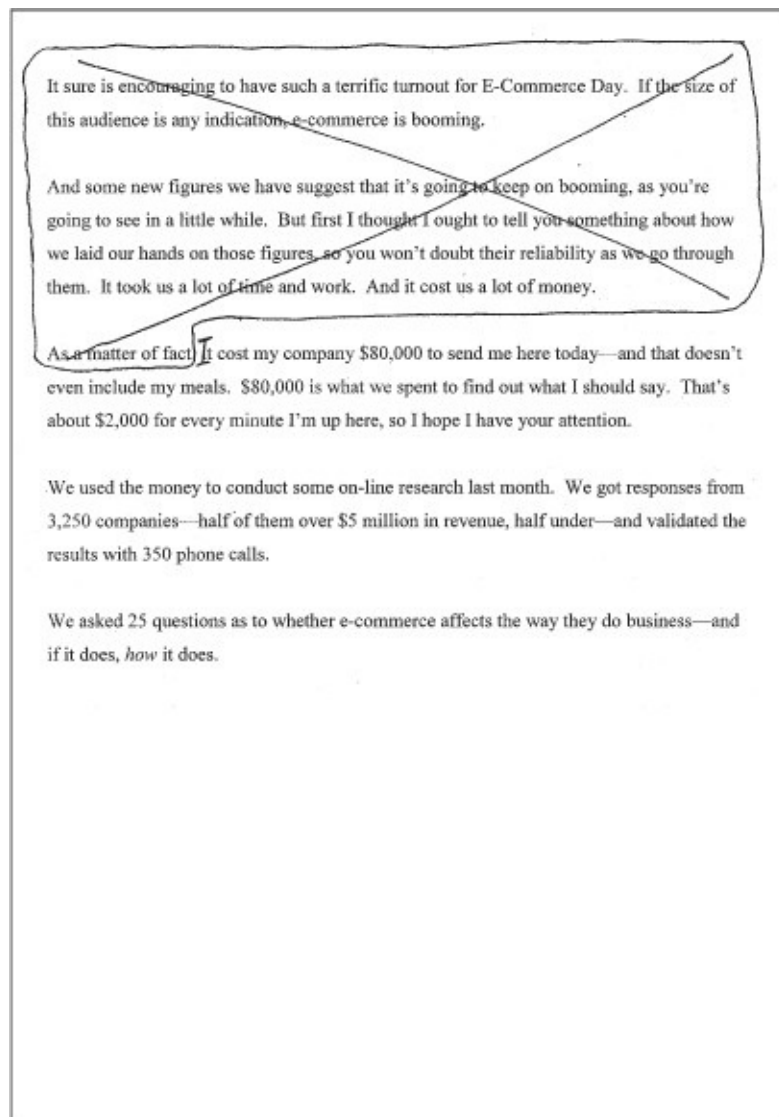 It sure is encouraging to have such a terrific turnout for E-Commerce Day.  If the size of
this audience is any indication, e-commerce is booming.
And some new figures we have suggest that it's going to keep on booming, as you're
going to see in a little while.  But first I thought I ought to tell you something about how
we laid our hands on those figures, so you won't doubt their reliability as we go through
them.  It took us a lot of time and work.  And it cost us a lot of money.
As a matter of fact, It cost my company $80,000 to send me here today—and that doesn't
even include my meals.  $80,000 is what we spent to find out what I should say.  That's
about $2,000 for every minute I'm up here, so I hope I have your attention.
We used the money to conduct some on-line research last month.  We got responses from
3,250 companies—half of them over $5 million in revenue, half under—and validated the
results with 350 phone calls.
We asked 25 questions as to whether e-commerce affects the way they do business—and
if it does, how it does.